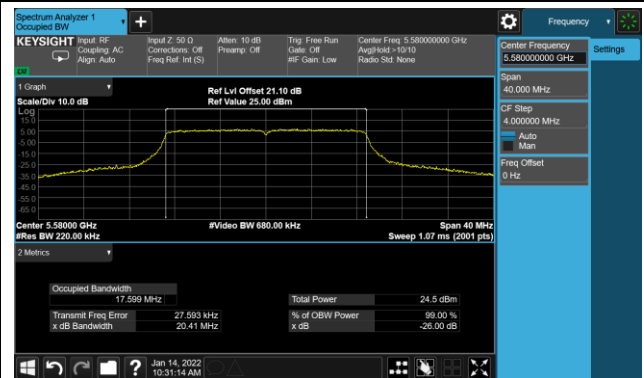 Spectrum Analyzer 1
Occupied BW
Frequency
KEYSIGHT
Input: RF
Coupling: AC
Align: Auto
Input Z: 50 Ω
Corrections: Off
Freq Ref: Int (S)
Atten: 10 dB
Preamp: Off
Trig: Free Run
Gate: Off
#IF Gain: Low
Center Freq: 5.580000000 GHz
Avg|Hold:>10/10
Radio Std: None
LXI
Center Frequency
5.580000000 GHz
Settings
Span
40.000 MHz
CF Step
4.000000 MHz
Auto
Man
Freq Offset
0 Hz
1 Graph
Scale/Div 10.0 dB
Ref Lvl Offset 21.10 dB
Ref Value 25.00 dBm
Log
15.0
5.00
-5.00
-15.0
-25.0
-35.0
-45.0
-55.0
-65.0
Center 5.58000 GHz
#Video BW 680.00 kHz
Span 40 MHz
#Res BW 220.00 kHz
Sweep 1.07 ms (2001 pts)
2 Metrics
Occupied Bandwidth
17.599 MHz
Total Power 24.5 dBm
Transmit Freq Error 27.593 kHz
% of OBW Power 99.00 %
x dB Bandwidth 20.41 MHz
x dB -26.00 dB
?
Jan 14, 2022
10:31:14 AM